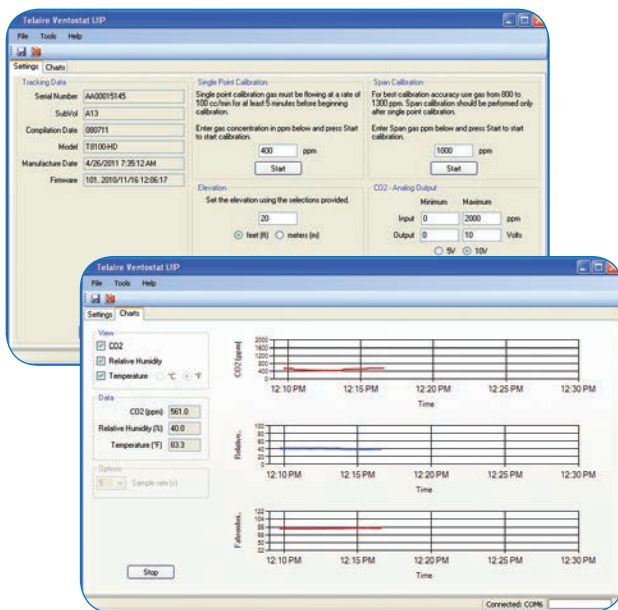 Telaire Ventostat UIP
File Tools Help
Settings Charts
Tracking Data
Serial Number AA00015145
SubVol A13
Compilation Date 080711
Model T8100-HD
Manufacture Date 4/26/2011 7:35:12 AM
Firmware 101, 2010/11/16 12:06:17
Single Point Calibration
Single point calibration gas must be flowing at a rate of
100 cc/min for at least 5 minutes before beginning
calibration.
Enter gas concentration in ppm below and press Start
to start calibration.
400 ppm
Start
Elevation
Set the elevation using the selections provided.
20
feet (ft) meters (m)
Span Calibration
For best calibration accuracy use gas from 800 to
1300 ppm. Span calibration should be performed only
after single point calibration.
Enter Span gas ppm below and press Start to start
calibration.
1000 ppm
Start
CO2 - Analog Output
Minimum Maximum
Input 0 2000 ppm
Output 0 10 Volts
5V 10V
Telaire Ventostat UIP
File Tools Help
Settings Charts
View
CO2
Relative Humidity
Temperature °C °F
Data
CO2 (ppm) 561.0
Relative Humidity (%) 40.0
Temperature (°F) 83.3
Options
5 Sample rate (s)
Stop
CO2 (ppm)
2000
1600
1200
800
400
0
12:10 PM 12:15 PM 12:20 PM 12:25 PM 12:30 PM
Time
Relative..
100
80
60
40
20
0
12:10 PM 12:15 PM 12:20 PM 12:25 PM 12:30 PM
Time
Fahrenhei..
122
104
86
68
50
32
12:10 PM 12:15 PM 12:20 PM 12:25 PM 12:30 PM
Time
Connected: COM6